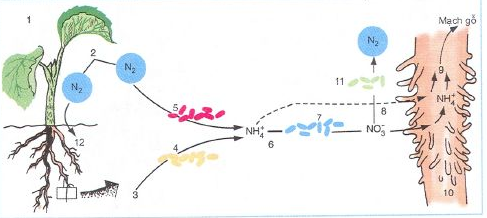 1
Mạch gỗ
N₂
2
N₂
N₂
11
9
5
8
NH₄⁺
7
12
NH₄⁺
6
NO₃⁻
4
3
10